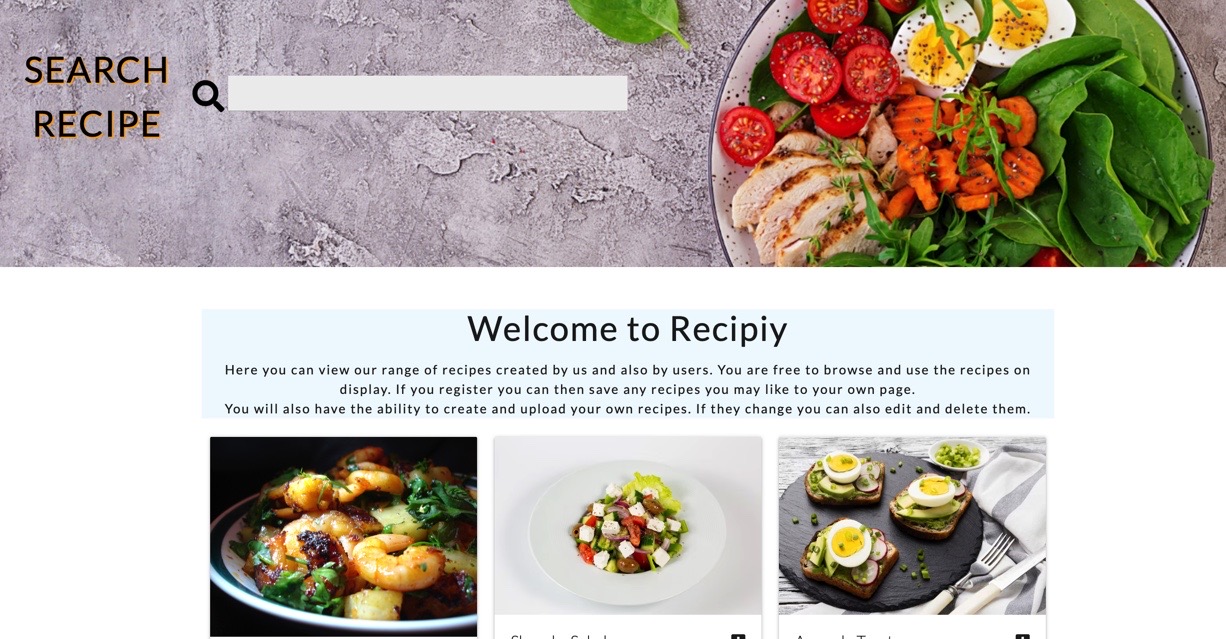 SEARCH
RECIPE
Welcome to Recipiy
Here you can view our range of recipes created by us and also by users. You are free to browse and use the recipes on
display. If you register you can then save any recipes you may like to your own page.
You will also have the ability to create and upload your own recipes. If they change you can also edit and delete them.